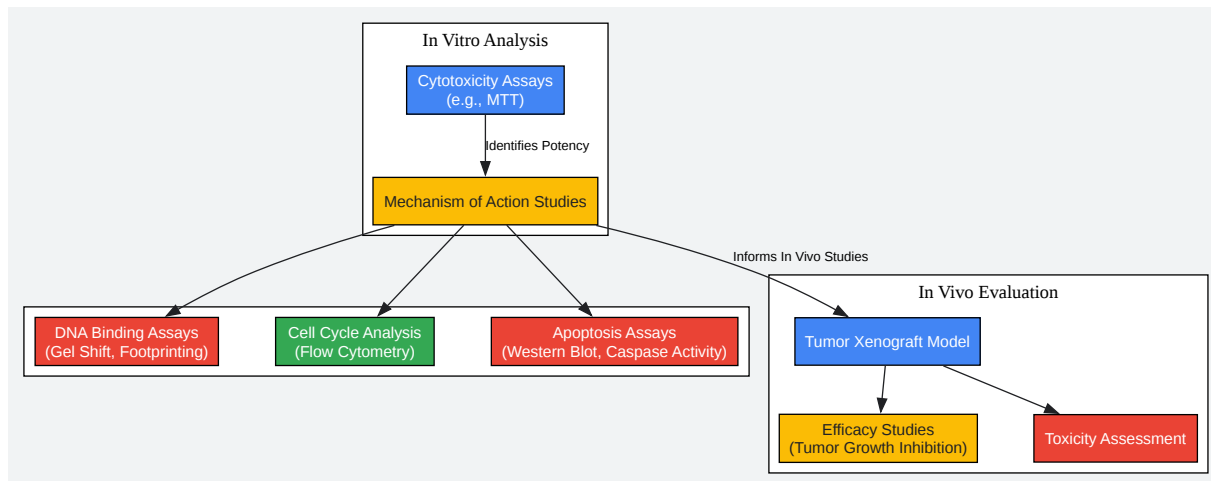 In Vitro Analysis
Cytotoxicity Assays
(e.g., MTT)
Identifies Potency
Mechanism of Action Studies
Informs In Vivo Studies
In Vivo Evaluation
DNA Binding Assays
(Gel Shift, Footprinting)
Cell Cycle Analysis
(Flow Cytometry)
Apoptosis Assays
(Western Blot, Caspase Activity)
Tumor Xenograft Model
Efficacy Studies
(Tumor Growth Inhibition)
Toxicity Assessment